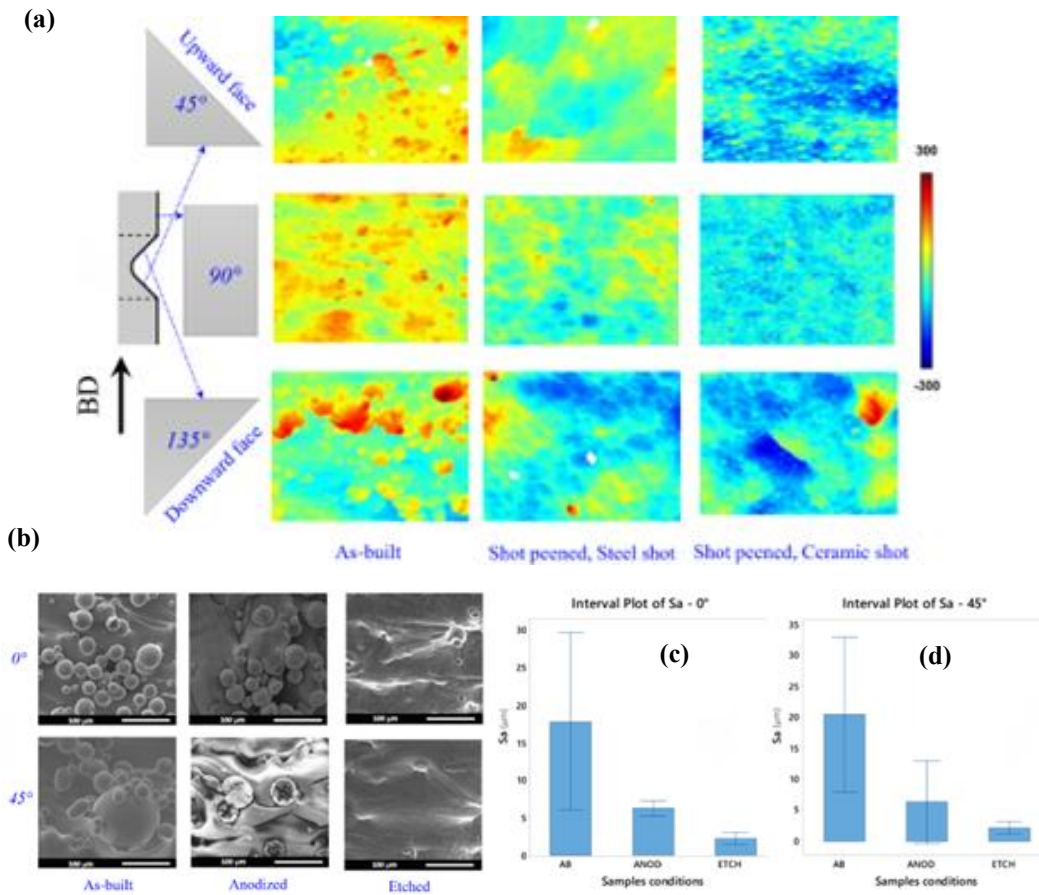 (a)
Upward face
45°
300
90°
-300
BD
135°
Downward face
As-built
Shot peened, Steel shot
Shot peened, Ceramic shot
(b)
0°
100 µm
45°
As-built
Anodized
Etched
Interval Plot of Sa - 0°
(c)
Sa (µm)
30
25
20
15
10
5
0
AB
ANOD
ETCH
Samples conditions
Interval Plot of Sa - 45°
(d)
Sa (µm)
35
30
25
20
15
10
5
0
AB
ANOD
ETCH
Samples conditions